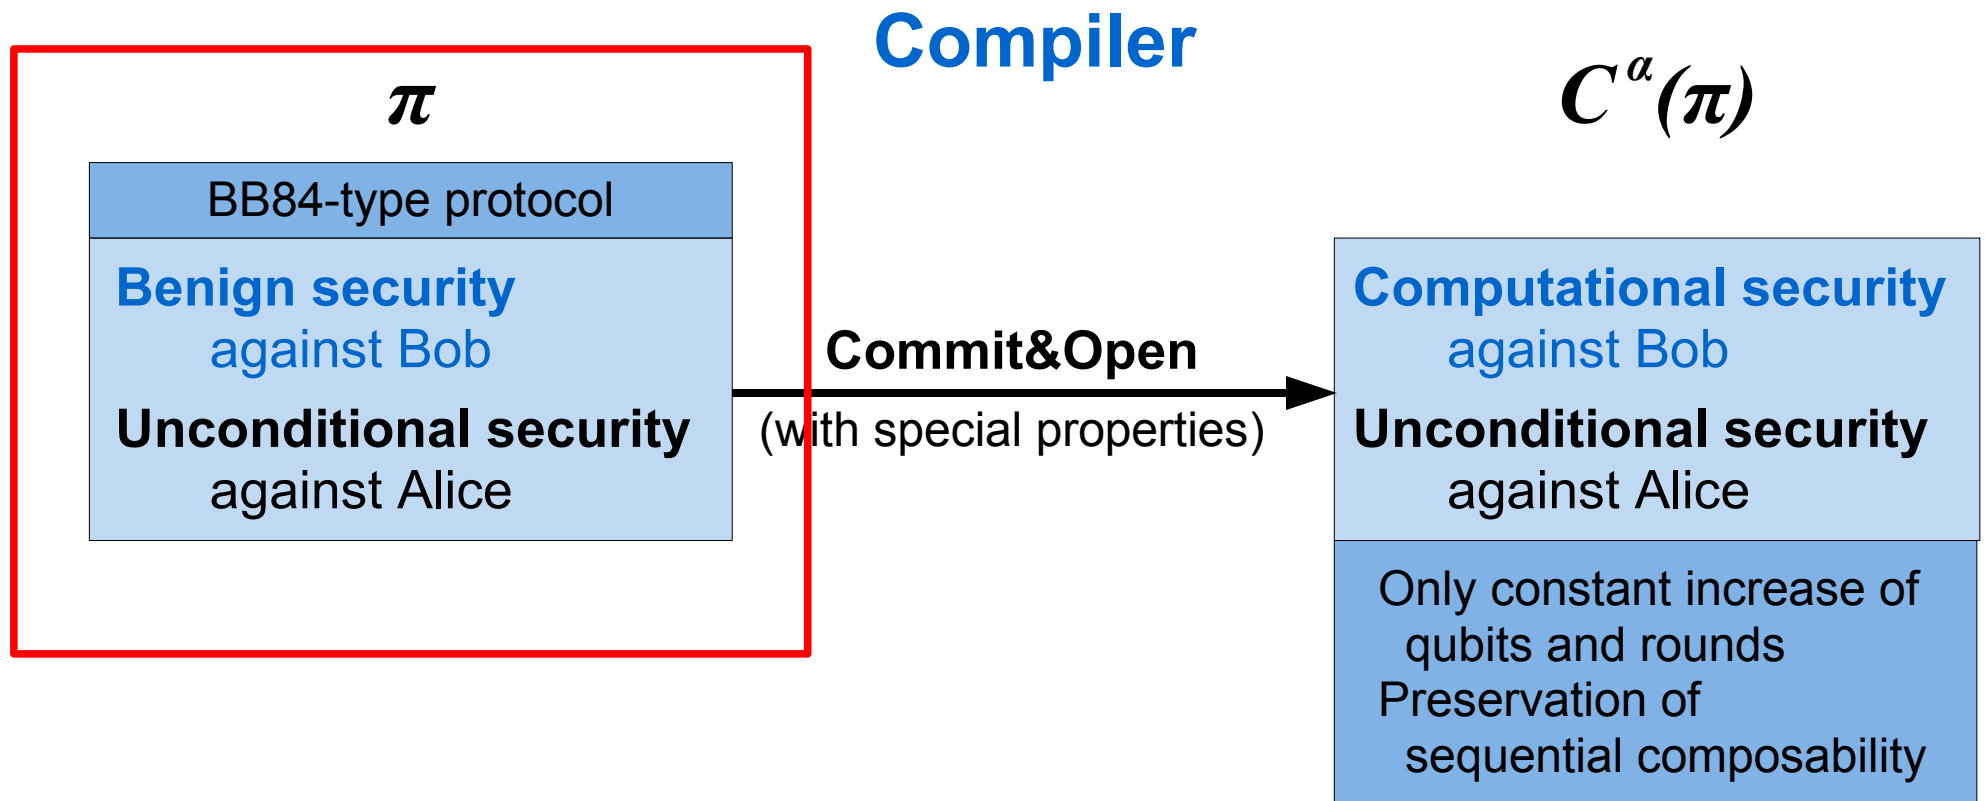 Compiler
π
C^α(π)
BB84-type protocol
Benign security
against Bob
Unconditional security
against Alice
Commit&Open
(with special properties)
Computational security
against Bob
Unconditional security
against Alice
Only constant increase of
qubits and rounds
Preservation of
sequential composability